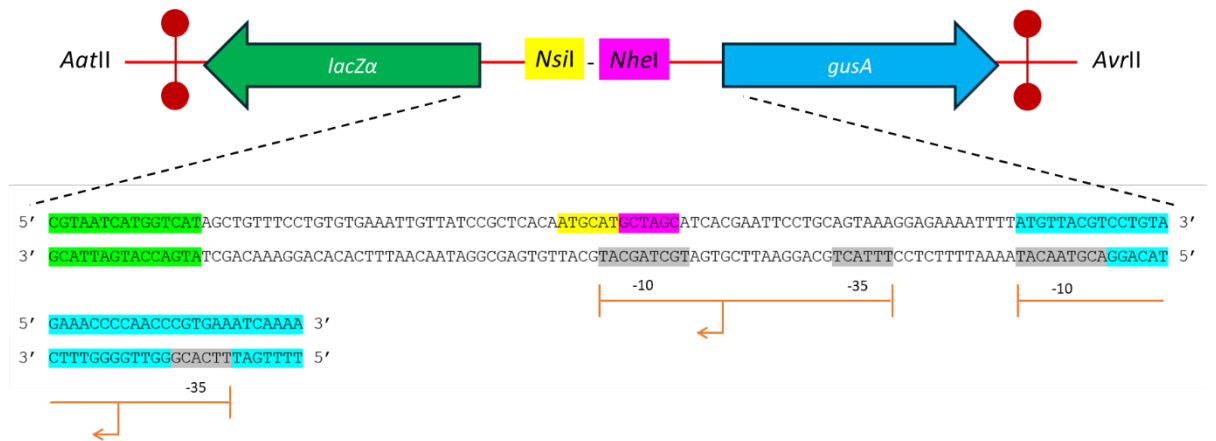 AatII lacZα NsiI - NheI gusA AvrII
5’ CGTAATCATGGTCATAGCTGTTTCCTGTGTGAAATTGTTATCCGCTCACAATGCATGCTAGCATCACGAATTCCTGCAGTAAAGGAGAAAATTTTATGTTACGTCCTGTA 3’
3’ GCATTAGTACCAGTATCGACAAAGGACACACTTTAACAATAGGCGAGTGTTACGTACGATCGTAGTGCTTAAGGACGTCATTTCCTCTTTTAAAATACAATGCAGGACAT 5’
-10 -35 -10
5’ GAAACCCCAACCCGTGAAATCAAAA 3’
3’ CTTTGGGGTTGGGCACTTTAGTTTT 5’
-35